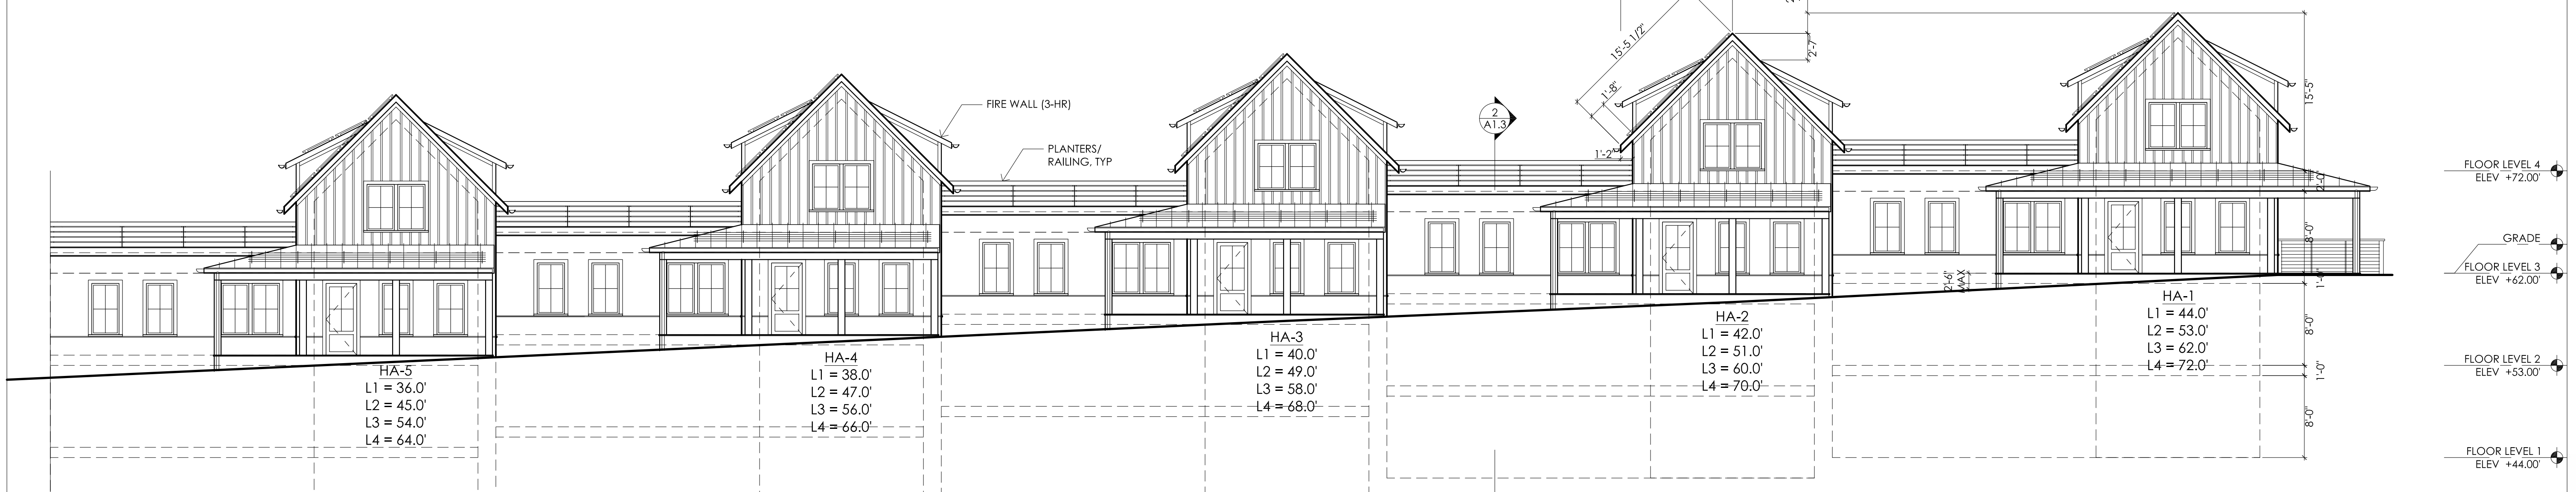 FIRE WALL (3-HR)
PLANTERS/
RAILING, TYP
2
A1.3
15'-5 1/2"
1'-8"
1'-2"
2'-7"
15'-5"
2'-0"
8'-0"
1'-0"
8'-0"
1'-0"
8'-0"
2'-6"
MAX
FLOOR LEVEL 4
ELEV +72.00'
GRADE
FLOOR LEVEL 3
ELEV +62.00'
FLOOR LEVEL 2
ELEV +53.00'
FLOOR LEVEL 1
ELEV +44.00'
HA-5
L1 = 36.0'
L2 = 45.0'
L3 = 54.0'
L4 = 64.0'
HA-4
L1 = 38.0'
L2 = 47.0'
L3 = 56.0'
L4 = 66.0'
HA-3
L1 = 40.0'
L2 = 49.0'
L3 = 58.0'
L4 = 68.0'
HA-2
L1 = 42.0'
L2 = 51.0'
L3 = 60.0'
L4 = 70.0'
HA-1
L1 = 44.0'
L2 = 53.0'
L3 = 62.0'
L4 = 72.0'